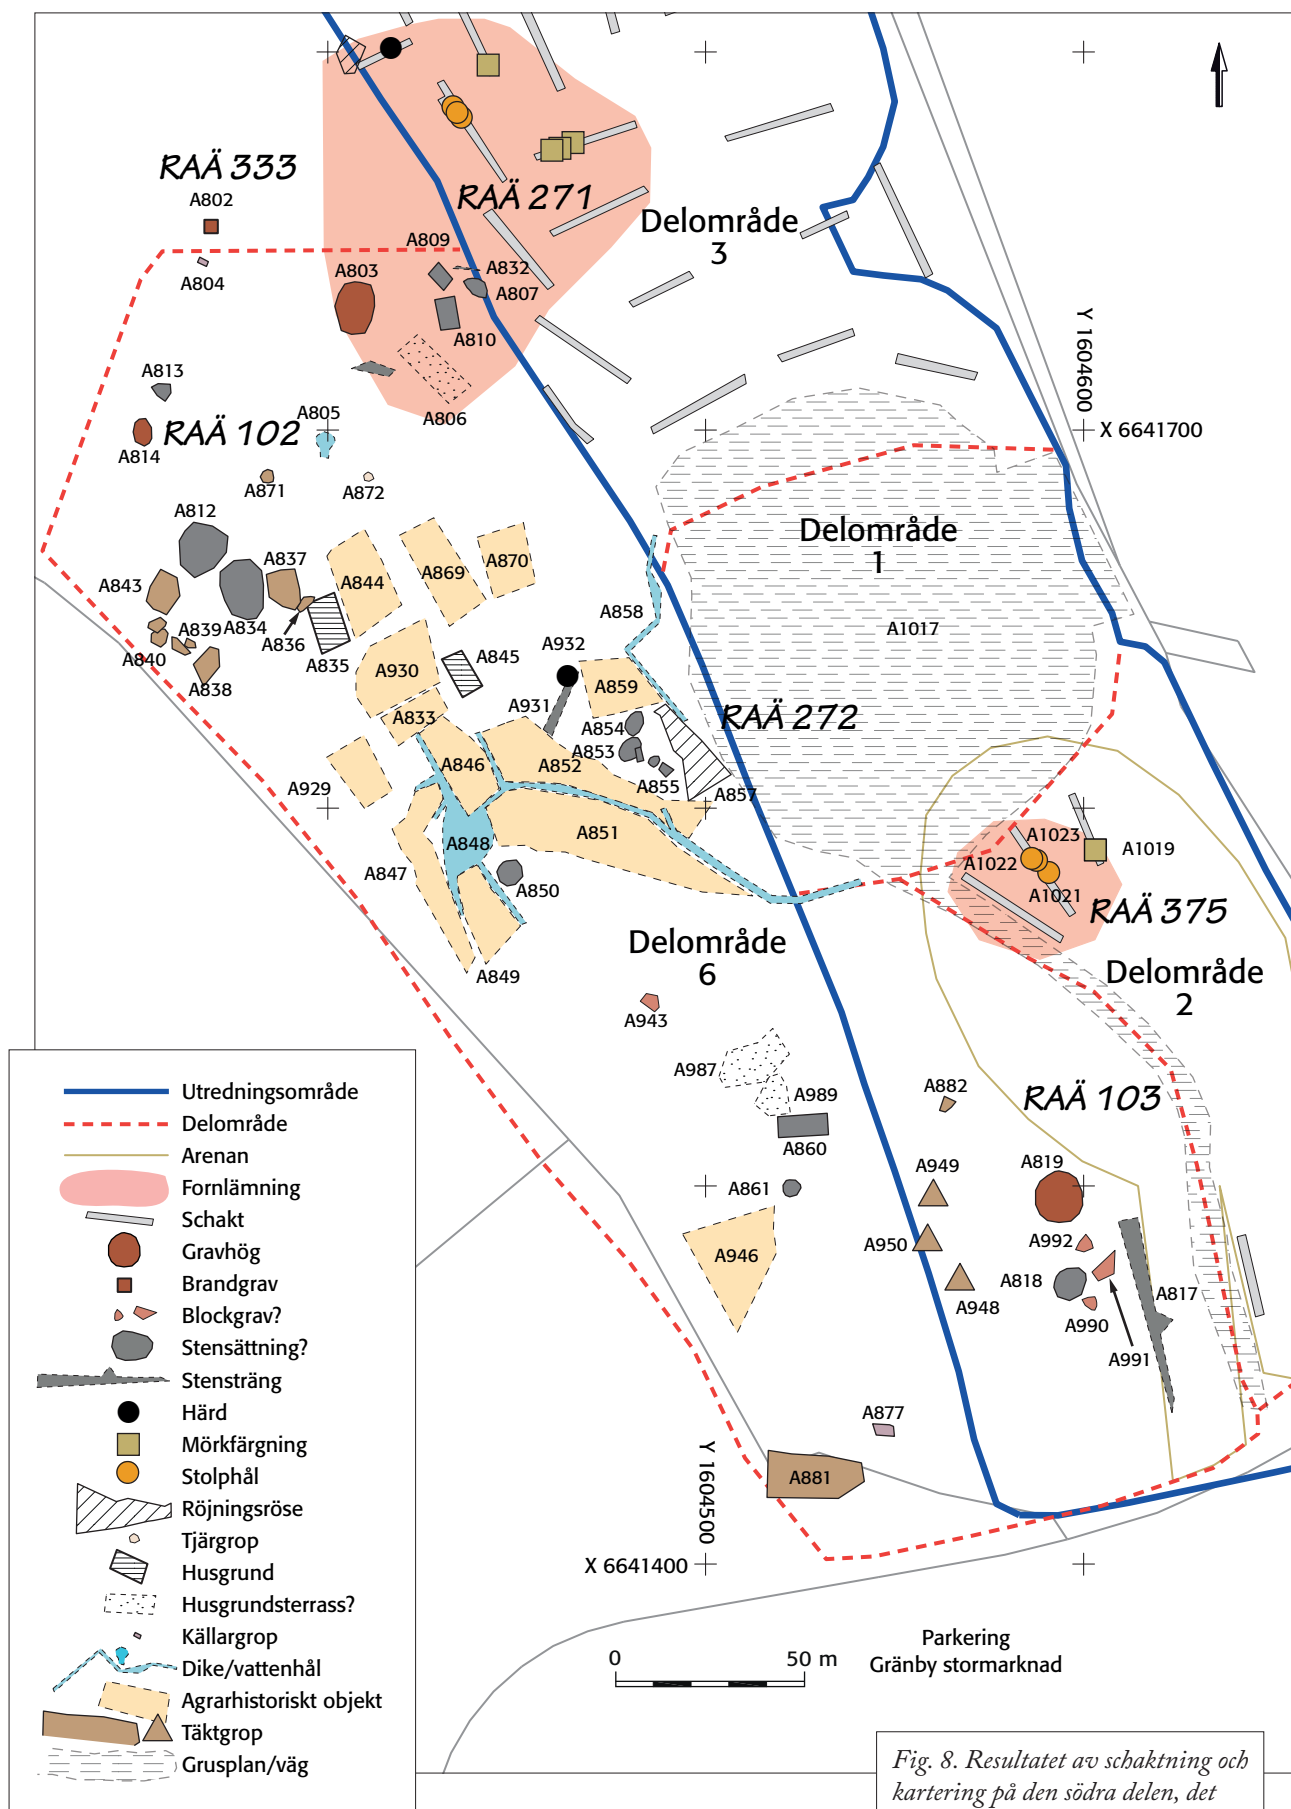 RAÄ 333
A802
RAÄ 271
Delområde
3
A809
A832
A804
A803
A807
A810
A813
A806
Y 1604600
X 6641700
A805
RAÄ 102
A814
A871
A872
A812
Delområde
1
A837
A870
A869
A844
A843
A858
A1017
A839
A834
A836
A840
A835
A932
A845
A838
A930
A859
A931
A833
A854
RAÄ 272
A853
A846
A852
A855
A857
A929
A851
A848
A1023
A1019
A1022
A847
A850
A1021
RAÄ 375
Delområde
6
A849
Delområde
2
A943
A987
A882
RAÄ 103
A989
A860
A949
A819
A861
A992
A950
A946
A818
A817
A948
A990
A991
A877
A881
Y 1604500
X 6641400
Utredningsområde
Delområde
Arenan
Fornlämning
Schakt
Gravhög
Brandgrav
Blockgrav?
Stensättning?
Stensträng
Härd
Mörkfärgning
Stolphål
Röjningsröse
Tjärgrop
Husgrund
Husgrundsterrass?
Källargrop
Dike/vattenhål
Agrarhistoriskt objekt
Täktgrop
Grusplan/väg
0 50 m
Parkering
Gränby stormarknad
Fig. 8. Resultatet av schaktning och
kartering på den södra delen, det